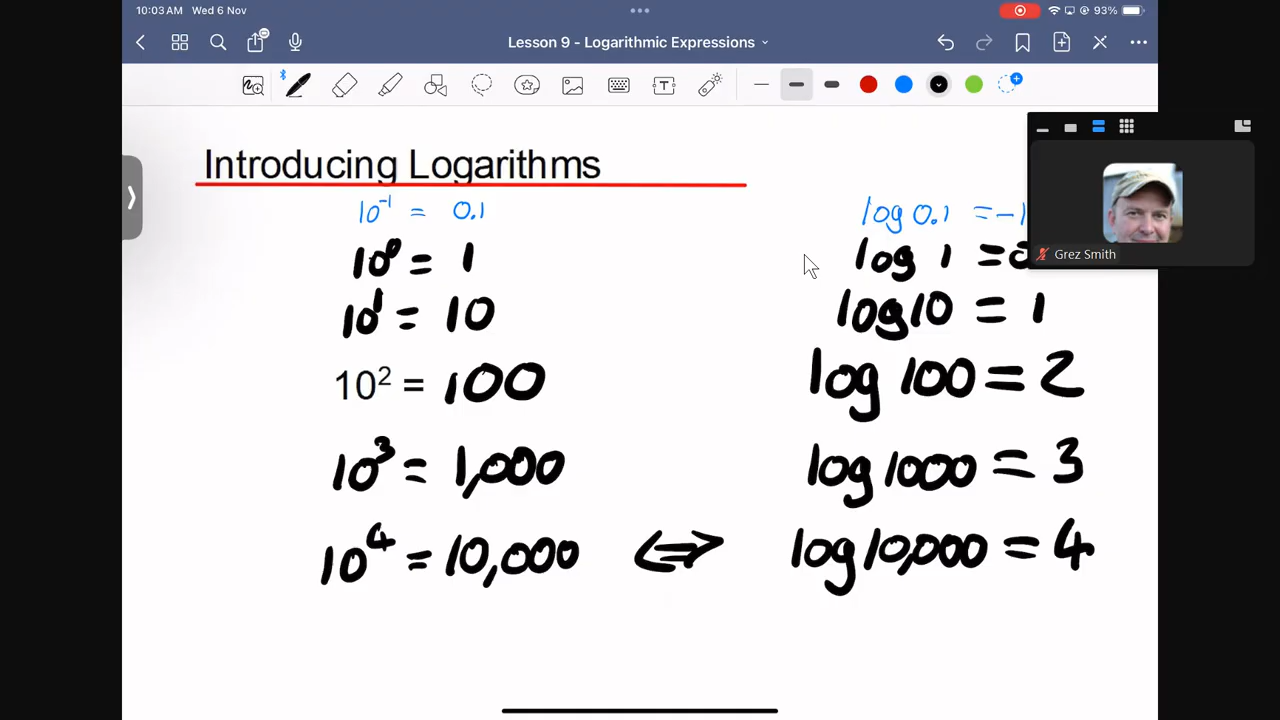 10:03 AM Wed 6 Nov 93%
Lesson 9 - Logarithmic Expressions
Introducing Logarithms
10⁻¹ = 0.1 log 0.1 = -1
10⁰ = 1 log 1 = 0
10¹ = 10 log 10 = 1
10² = 100 log 100 = 2
10³ = 1,000 log 1000 = 3
10⁴ = 10,000 ⇔ log 10,000 = 4
Grez Smith